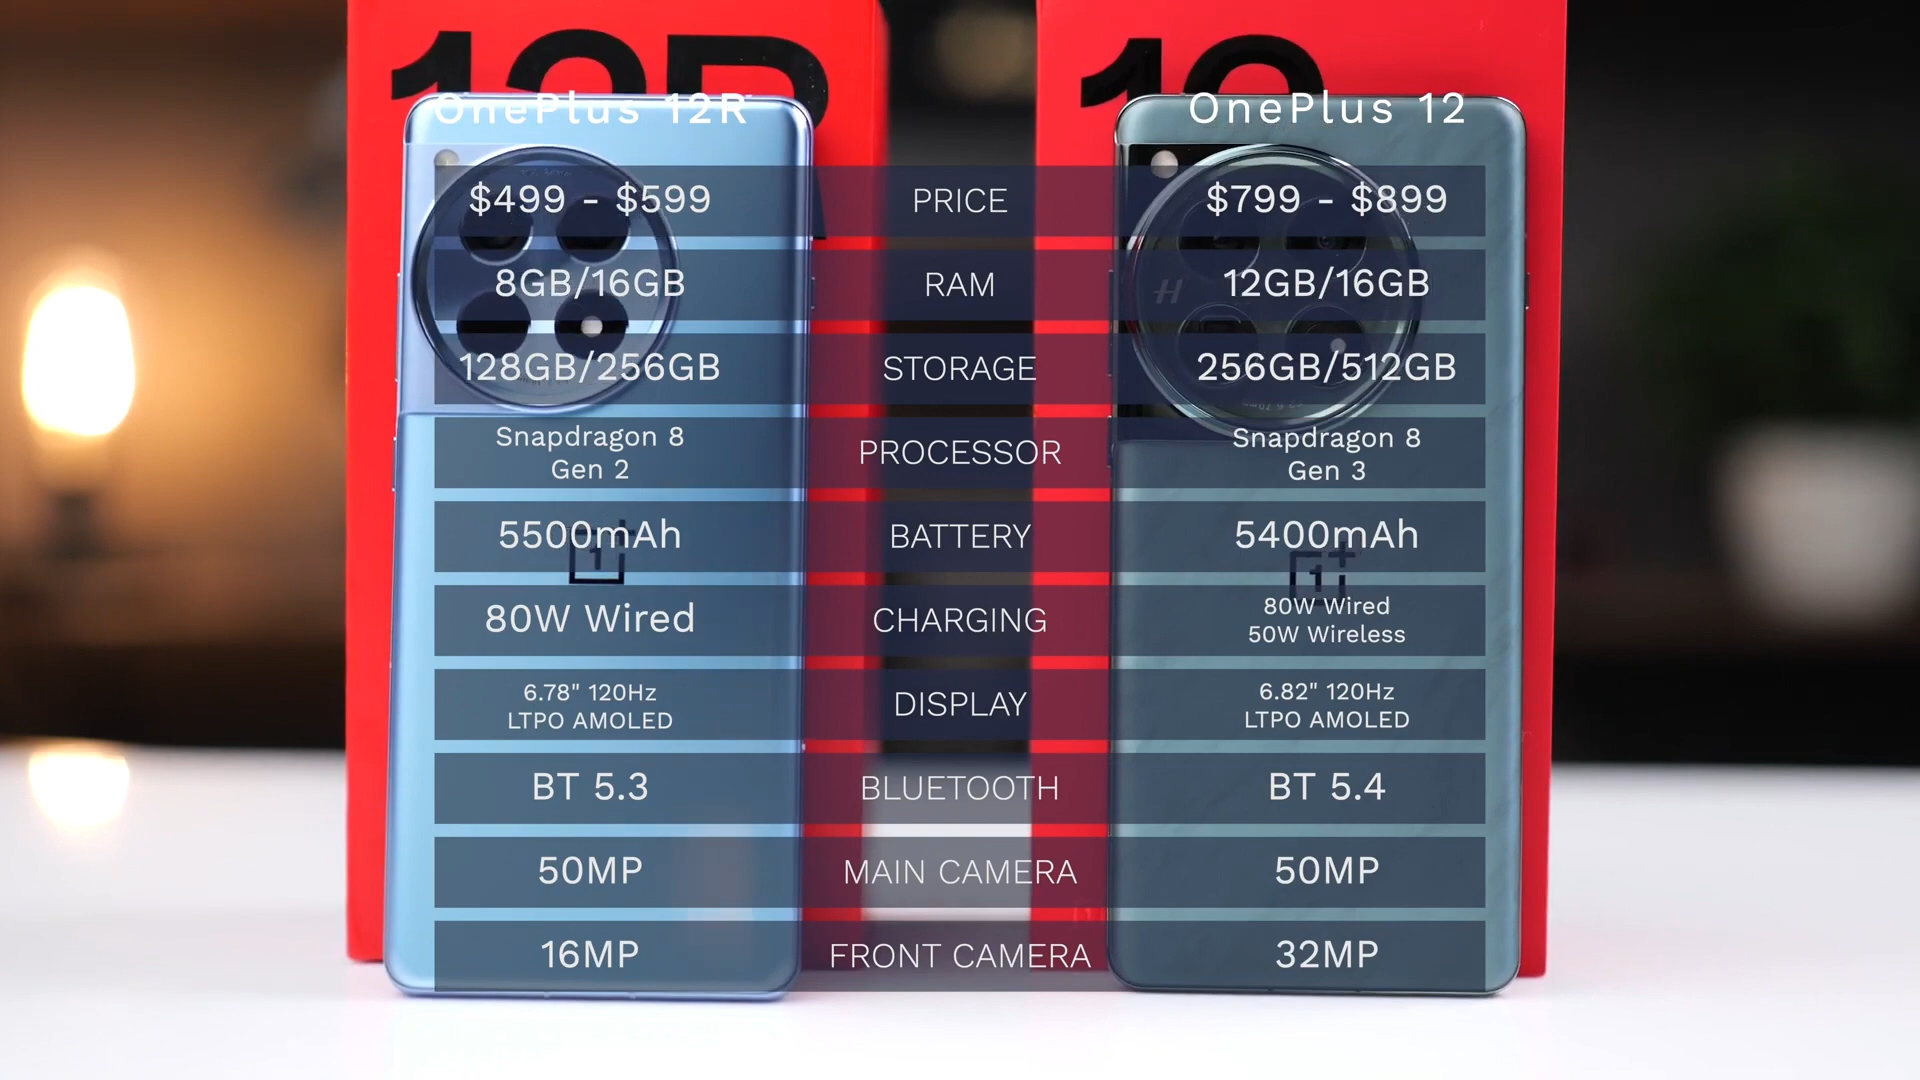 12R
12
OnePlus 12R
OnePlus 12
$499 - $599
PRICE
$799 - $899
8GB/16GB
RAM
12GB/16GB
128GB/256GB
STORAGE
256GB/512GB
Snapdragon 8
Gen 2
PROCESSOR
Snapdragon 8
Gen 3
5500mAh
BATTERY
5400mAh
80W Wired
CHARGING
80W Wired
50W Wireless
6.78" 120Hz
LTPO AMOLED
DISPLAY
6.82" 120Hz
LTPO AMOLED
BT 5.3
BLUETOOTH
BT 5.4
50MP
MAIN CAMERA
50MP
16MP
FRONT CAMERA
32MP